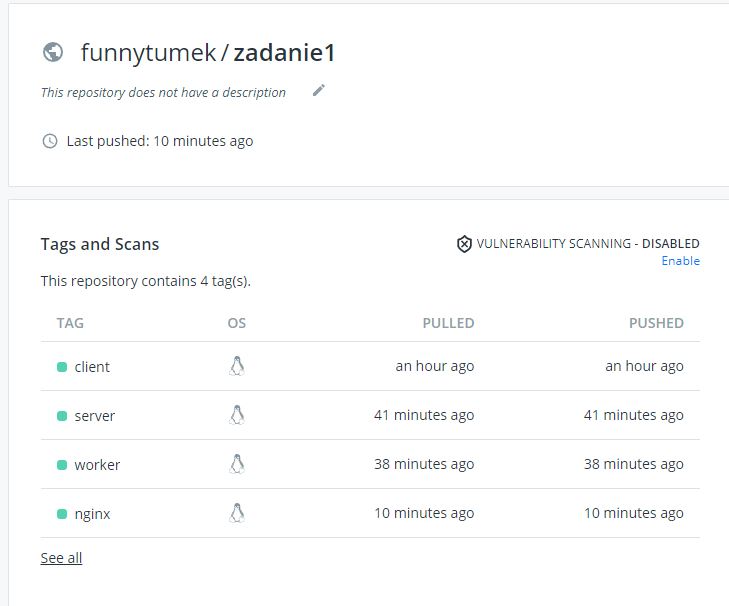 funnytumek / zadanie1
This repository does not have a description
Last pushed: 10 minutes ago
Tags and Scans
VULNERABILITY SCANNING - DISABLED
Enable
This repository contains 4 tag(s).
TAG OS PULLED PUSHED
client an hour ago an hour ago
server 41 minutes ago 41 minutes ago
worker 38 minutes ago 38 minutes ago
nginx 10 minutes ago 10 minutes ago
See all